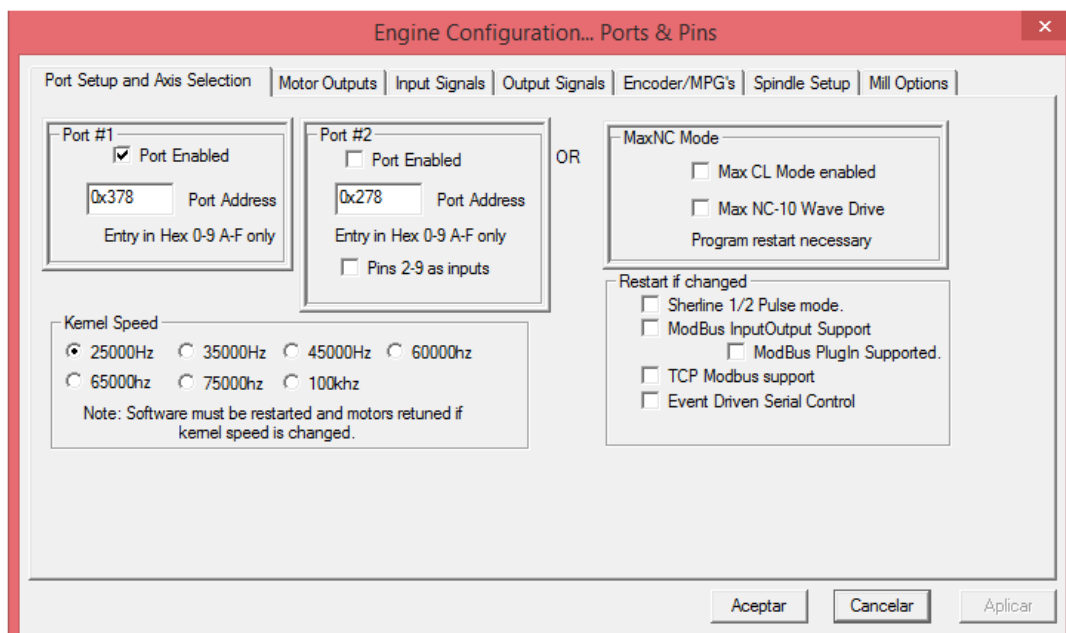 Engine Configuration... Ports & Pins
Port Setup and Axis Selection
Motor Outputs
Input Signals
Output Signals
Encoder/MPG's
Spindle Setup
Mill Options
Port #1
Port Enabled
0x378
Port Address
Entry in Hex 0-9 A-F only
Port #2
Port Enabled
0x278
Port Address
Entry in Hex 0-9 A-F only
Pins 2-9 as inputs
OR
MaxNC Mode
Max CL Mode enabled
Max NC-10 Wave Drive
Program restart necessary
Restart if changed
Sherline 1/2 Pulse mode.
ModBus InputOutput Support
ModBus PlugIn Supported.
TCP Modbus support
Event Driven Serial Control
Kernel Speed
25000Hz
35000Hz
45000Hz
60000hz
65000hz
75000hz
100khz
Note: Software must be restarted and motors retuned if
kernel speed is changed.
Aceptar
Cancelar
Aplicar